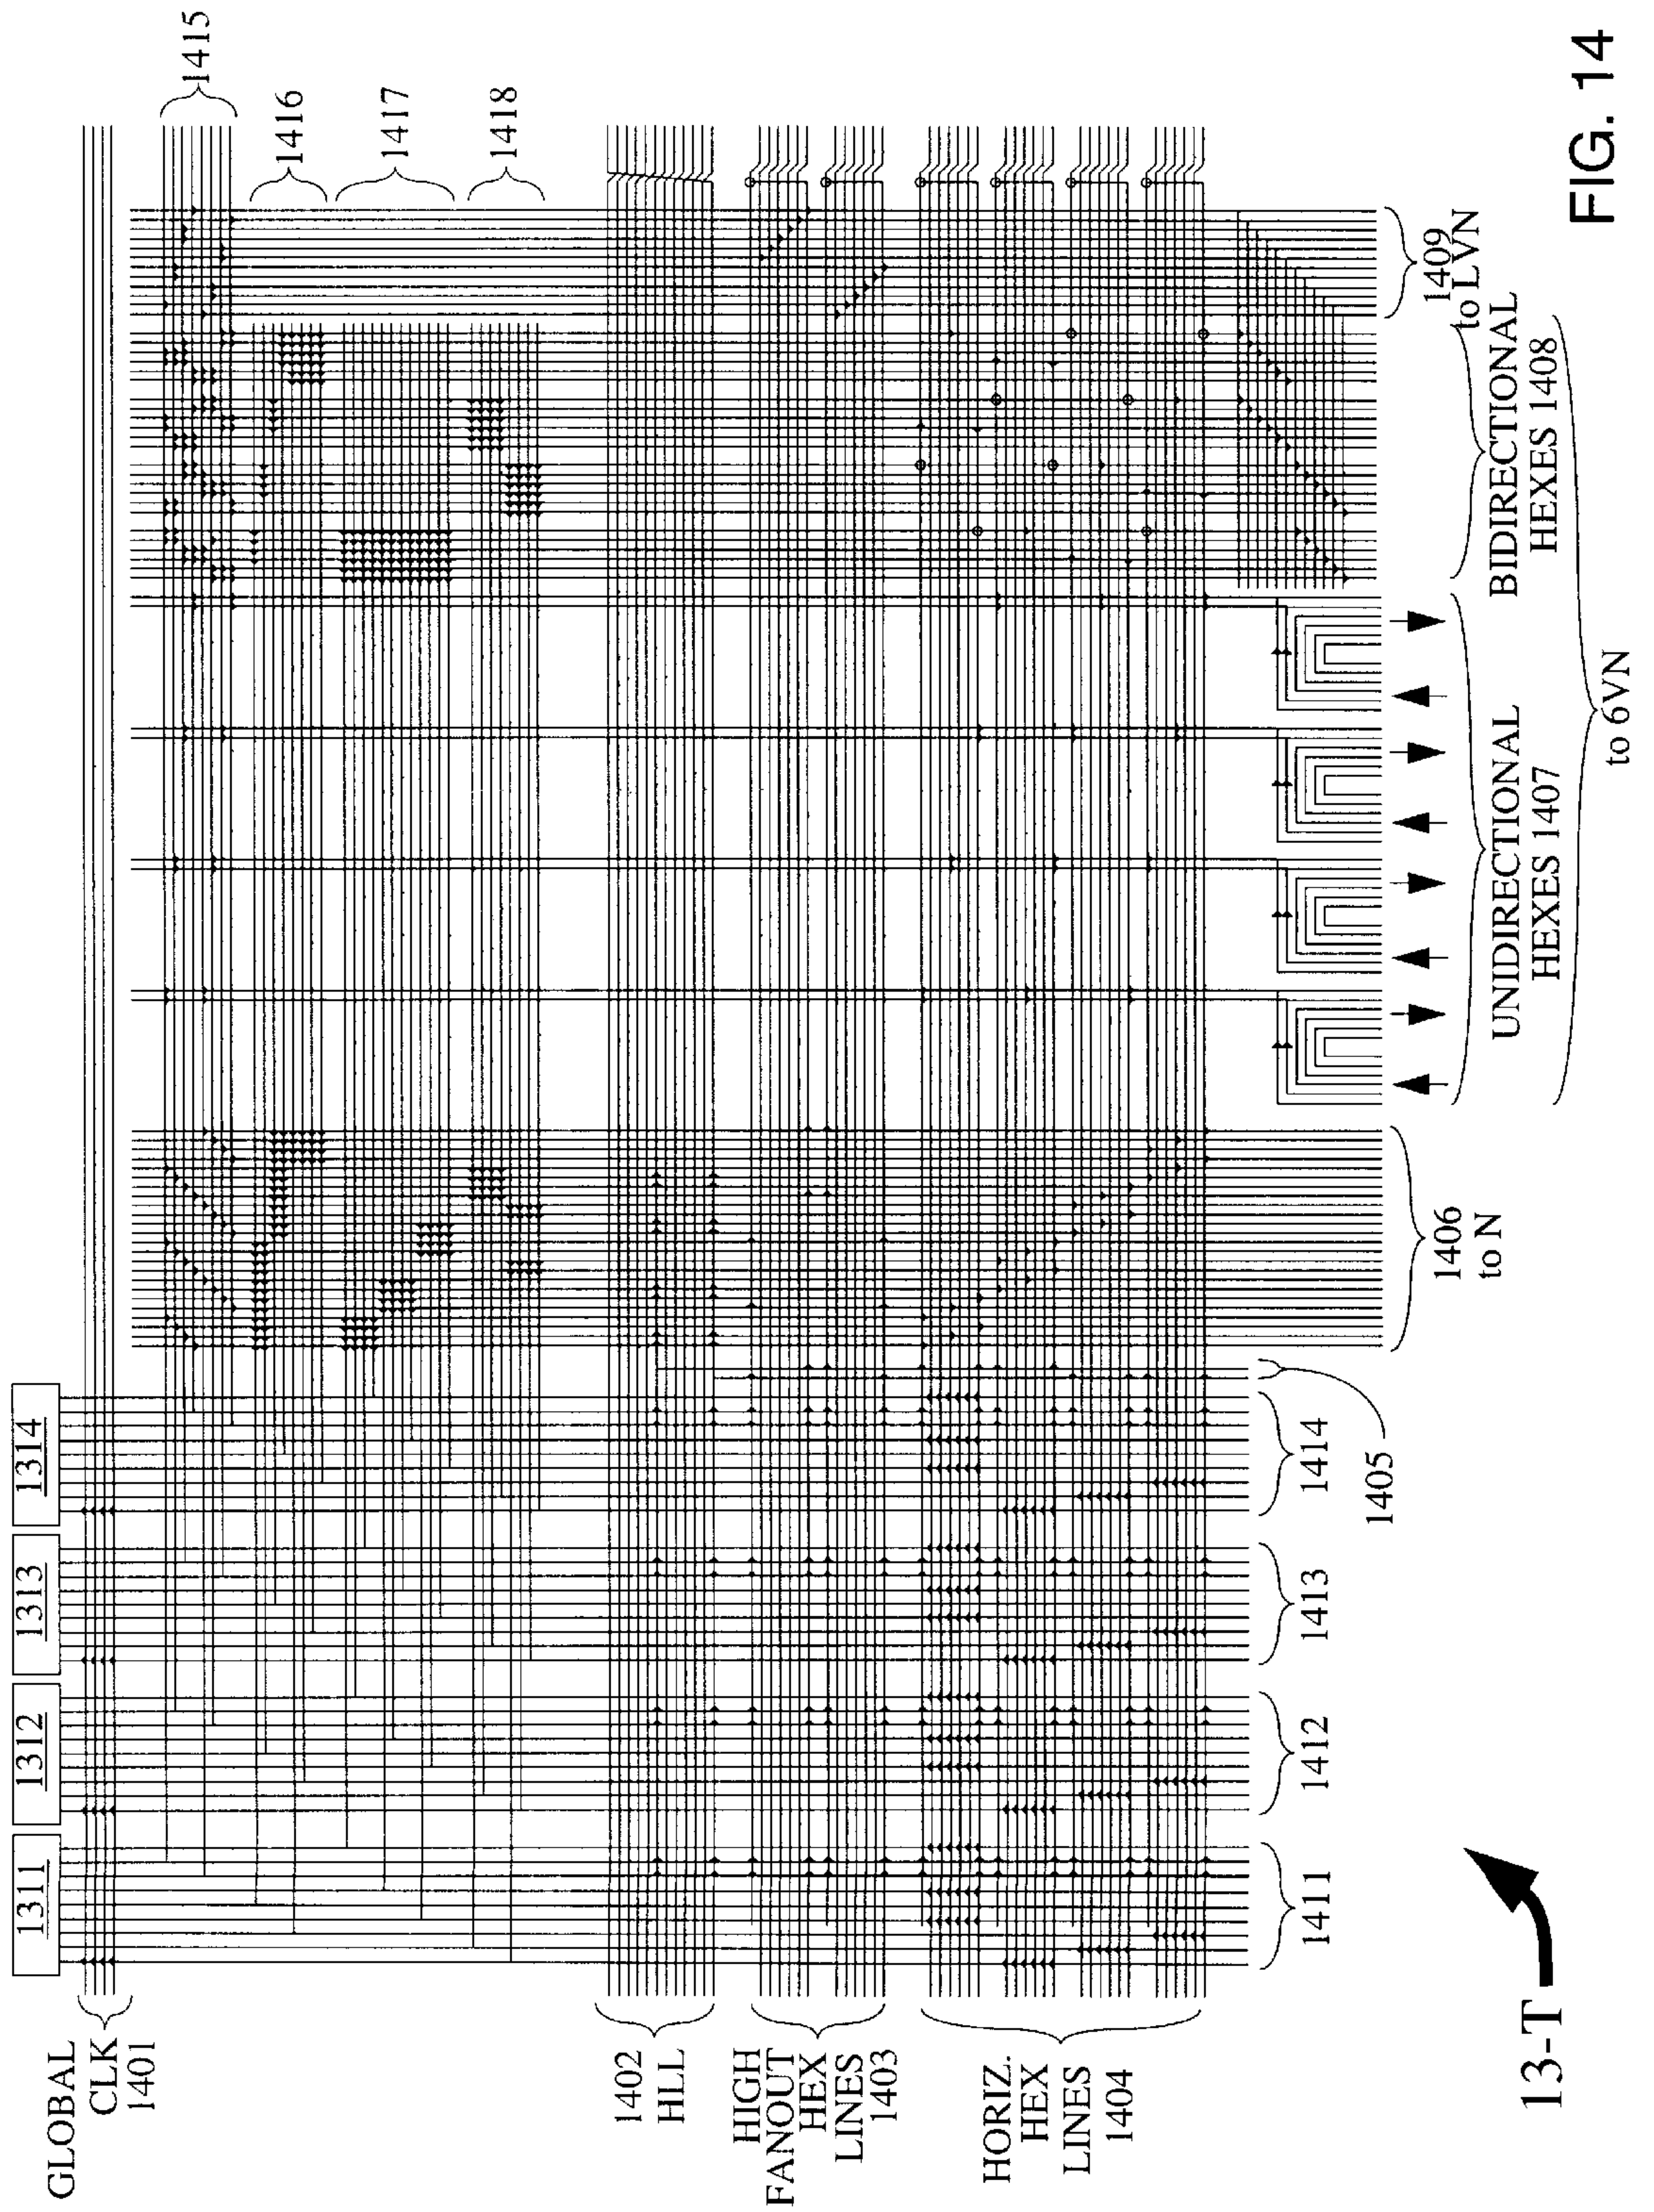 1311
1312
1313
1314
GLOBAL
CLK
1401
1415
1416
1417
1418
1402
HLL
HIGH
FANOUT
HEX
LINES
1403
HORIZ.
HEX
LINES
1404
1411
1412
1413
1414
1405
1406
to N
UNIDIRECTIONAL
HEXES 1407
BIDIRECTIONAL
HEXES 1408
to 6VN
1409
to LVN
13-T
FIG. 14